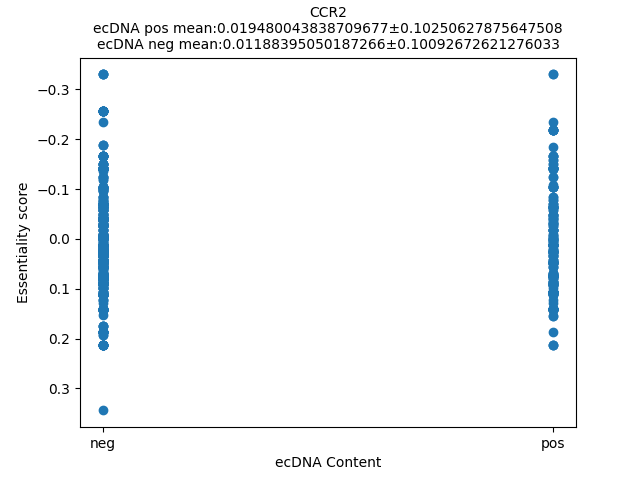 CCR2
ecDNA pos mean:0.019480043838709677±0.10250627875647508
ecDNA neg mean:0.01188395050187266±0.10092672621276033
−0.3
−0.2
−0.1
0.0
0.1
0.2
0.3
Essentiality score
neg
pos
ecDNA Content